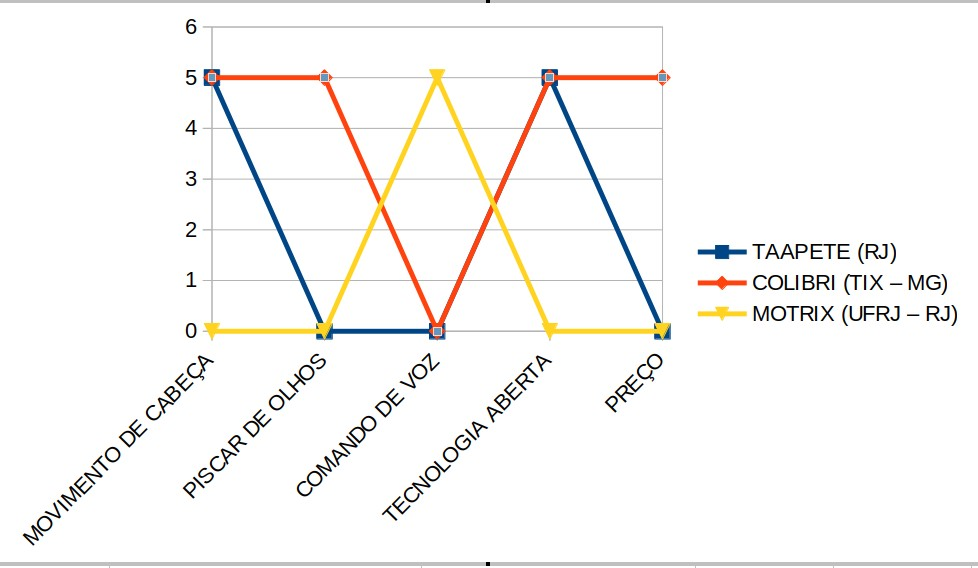 6
5
4
3
2
1
0
MOVIMENTO DE CABEÇA
PISCAR DE OLHOS
COMANDO DE VOZ
TECNOLOGIA ABERTA
PREÇO
TAAPETE (RJ)
COLIBRI (TIX – MG)
MOTRIX (UFRJ – RJ)